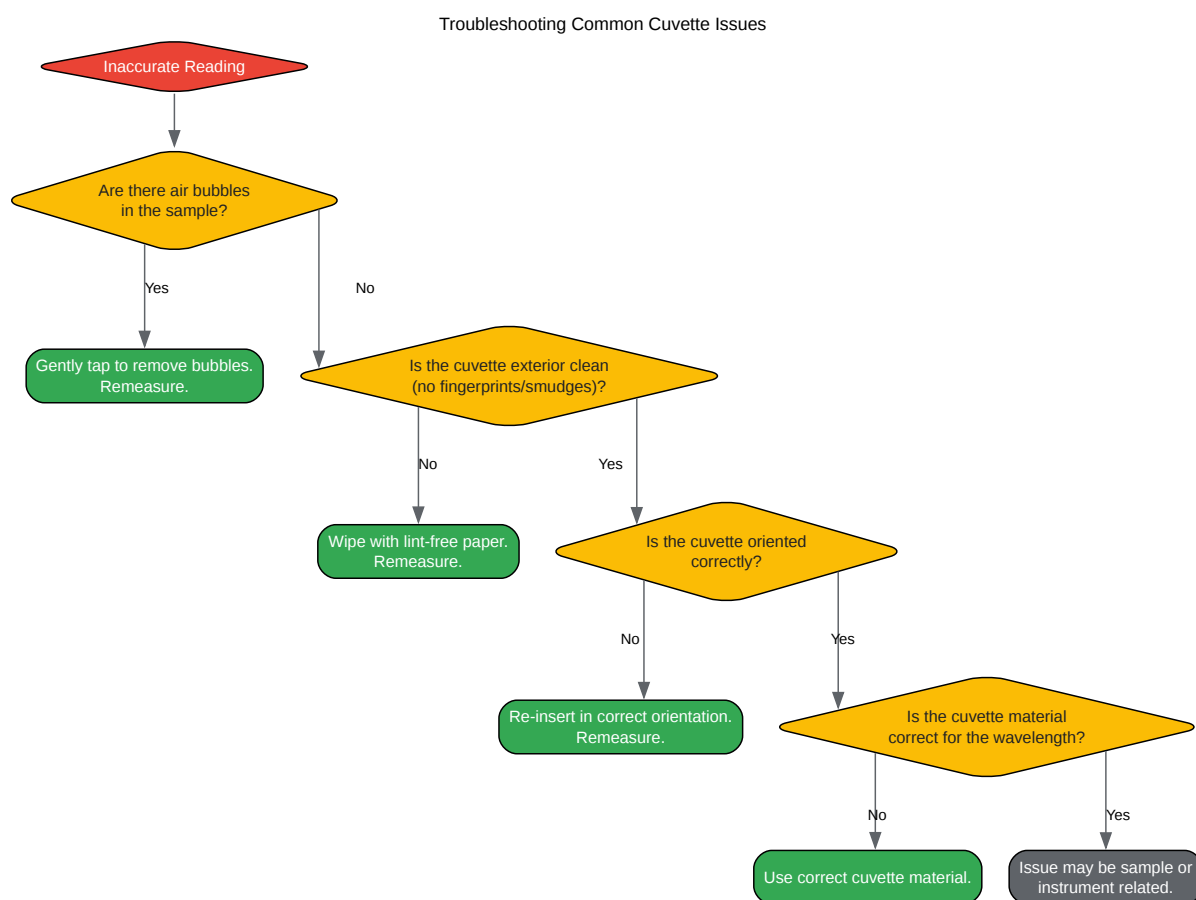 Troubleshooting Common Cuvette Issues
Inaccurate Reading
Are there air bubbles
in the sample?
Yes
No
Gently tap to remove bubbles.
Remeasure.
Is the cuvette exterior clean
(no fingerprints/smudges)?
No
Yes
Wipe with lint-free paper.
Remeasure.
Is the cuvette oriented
correctly?
No
Yes
Re-insert in correct orientation.
Remeasure.
Is the cuvette material
correct for the wavelength?
No
Yes
Use correct cuvette material.
Issue may be sample or
instrument related.